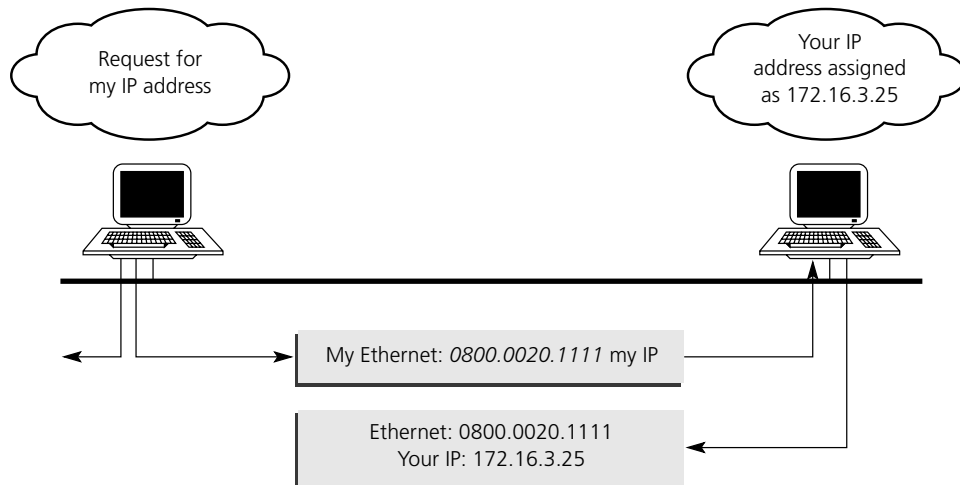 Request for
my IP address
Your IP
address assigned
as 172.16.3.25
My Ethernet: 0800.0020.1111 my IP
Ethernet: 0800.0020.1111
Your IP: 172.16.3.25